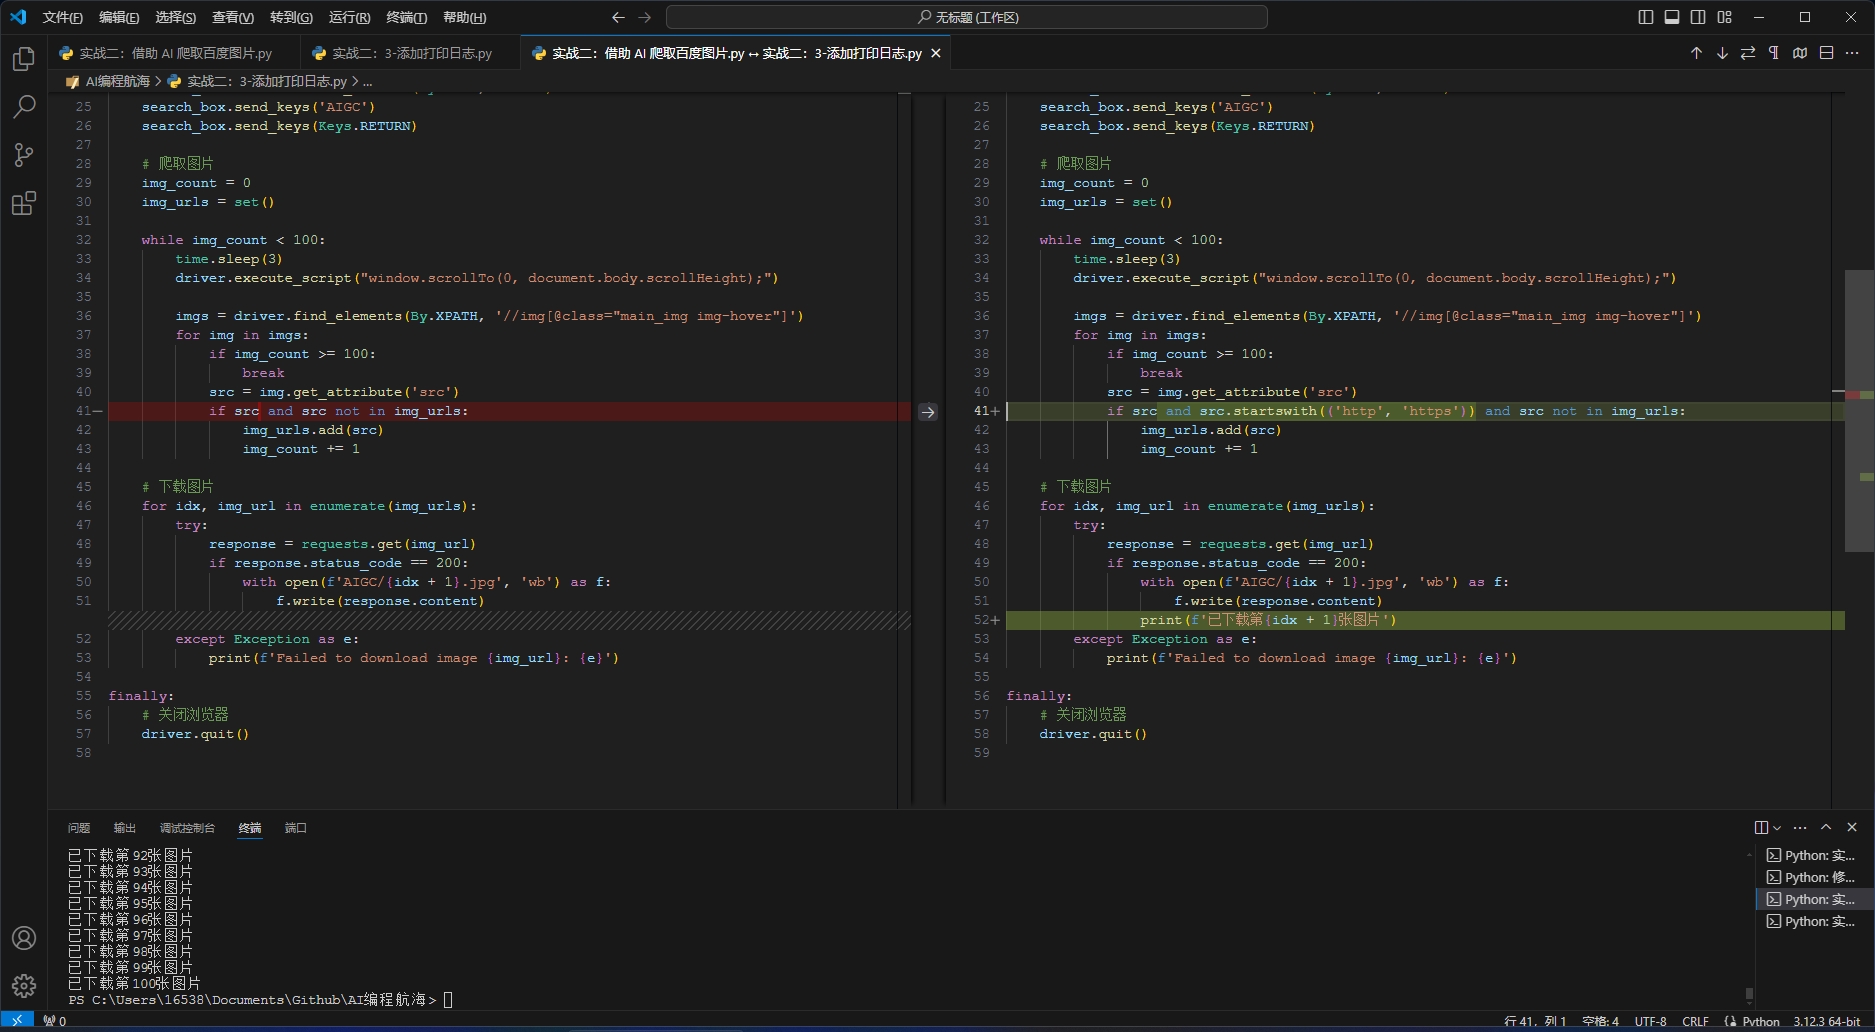 文件(F) 编辑(E) 选择(S) 查看(V) 转到(G) 运行(R) 终端(T) 帮助(H) 无标题 (工作区)
实战二：借助 AI 爬取百度图片.py 实战二：3-添加打印日志.py 实战二：借助 AI 爬取百度图片.py ↔ 实战二：3-添加打印日志.py
AI编程航海 > 实战二：3-添加打印日志.py > ...
25 search_box.send_keys('AIGC')
26 search_box.send_keys(Keys.RETURN)
27
28 # 爬取图片
29 img_count = 0
30 img_urls = set()
31
32 while img_count < 100:
33 time.sleep(3)
34 driver.execute_script("window.scrollTo(0, document.body.scrollHeight);")
35
36 imgs = driver.find_elements(By.XPATH, '//img[@class="main_img img-hover"]')
37 for img in imgs:
38 if img_count >= 100:
39 break
40 src = img.get_attribute('src')
41— if src and src not in img_urls:
42 img_urls.add(src)
43 img_count += 1
44
45 # 下载图片
46 for idx, img_url in enumerate(img_urls):
47 try:
48 response = requests.get(img_url)
49 if response.status_code == 200:
50 with open(f'AIGC/{idx + 1}.jpg', 'wb') as f:
51 f.write(response.content)
52 except Exception as e:
53 print(f'Failed to download image {img_url}: {e}')
54
55 finally:
56 # 关闭浏览器
57 driver.quit()
58
25 search_box.send_keys('AIGC')
26 search_box.send_keys(Keys.RETURN)
27
28 # 爬取图片
29 img_count = 0
30 img_urls = set()
31
32 while img_count < 100:
33 time.sleep(3)
34 driver.execute_script("window.scrollTo(0, document.body.scrollHeight);")
35
36 imgs = driver.find_elements(By.XPATH, '//img[@class="main_img img-hover"]')
37 for img in imgs:
38 if img_count >= 100:
39 break
40 src = img.get_attribute('src')
41+ if src and src.startswith(('http', 'https')) and src not in img_urls:
42 img_urls.add(src)
43 img_count += 1
44
45 # 下载图片
46 for idx, img_url in enumerate(img_urls):
47 try:
48 response = requests.get(img_url)
49 if response.status_code == 200:
50 with open(f'AIGC/{idx + 1}.jpg', 'wb') as f:
51 f.write(response.content)
52+ print(f'已下载第{idx + 1}张图片')
53 except Exception as e:
54 print(f'Failed to download image {img_url}: {e}')
55
56 finally:
57 # 关闭浏览器
58 driver.quit()
59
问题 输出 调试控制台 终端 端口
已下载第92张图片
已下载第93张图片
已下载第94张图片
已下载第95张图片
已下载第96张图片
已下载第97张图片
已下载第98张图片
已下载第99张图片
已下载第100张图片
PS C:\Users\16538\Documents\Github\AI编程航海>
Python: 实...
Python: 修...
Python: 实...
Python: 实...
0 行 41，列 1 空格: 4 UTF-8 CRLF Python 3.12.3 64-bit